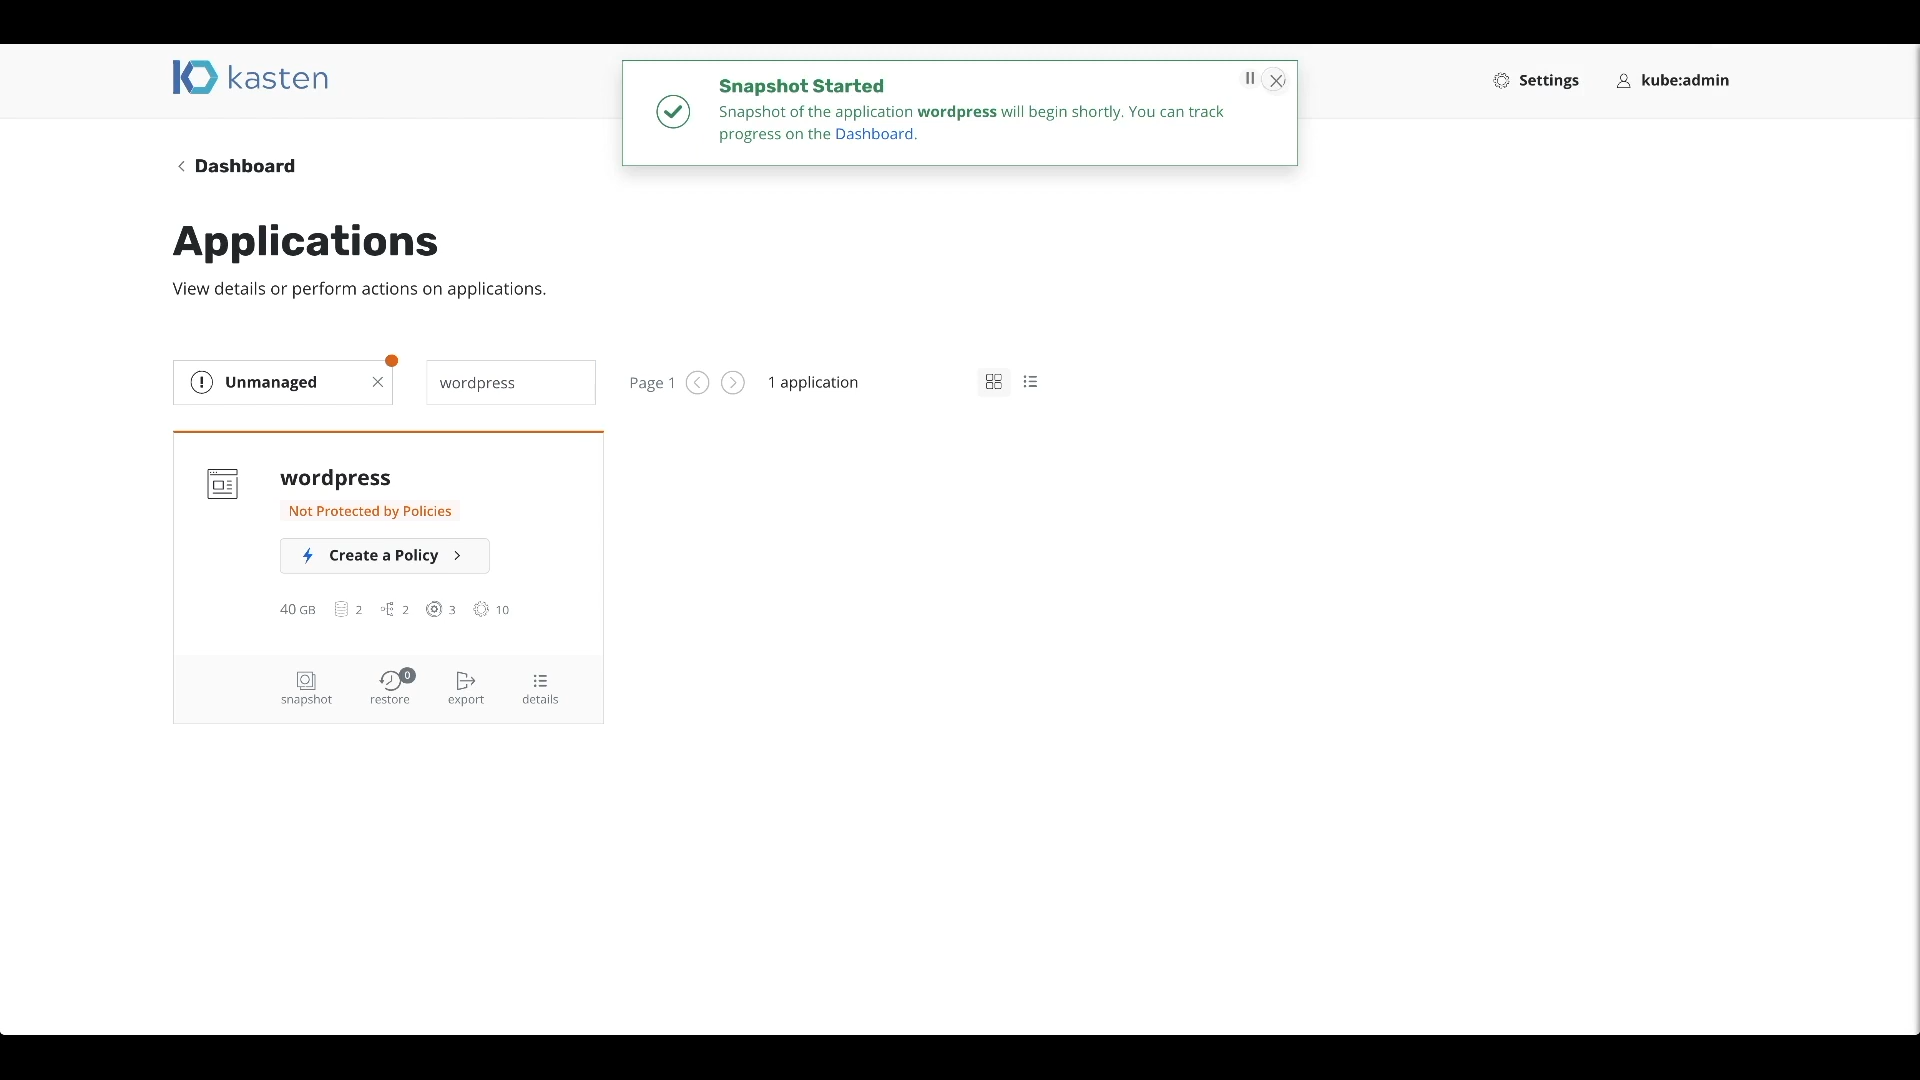 kasten
Snapshot Started
Snapshot of the application wordpress will begin shortly. You can track
progress on the Dashboard.
Settings
kube:admin
Dashboard
Applications
View details or perform actions on applications.
Unmanaged
wordpress
Page 1
1 application
wordpress
Not Protected by Policies
Create a Policy
40 GB 2 2 3 10
snapshot
0
restore
export
details